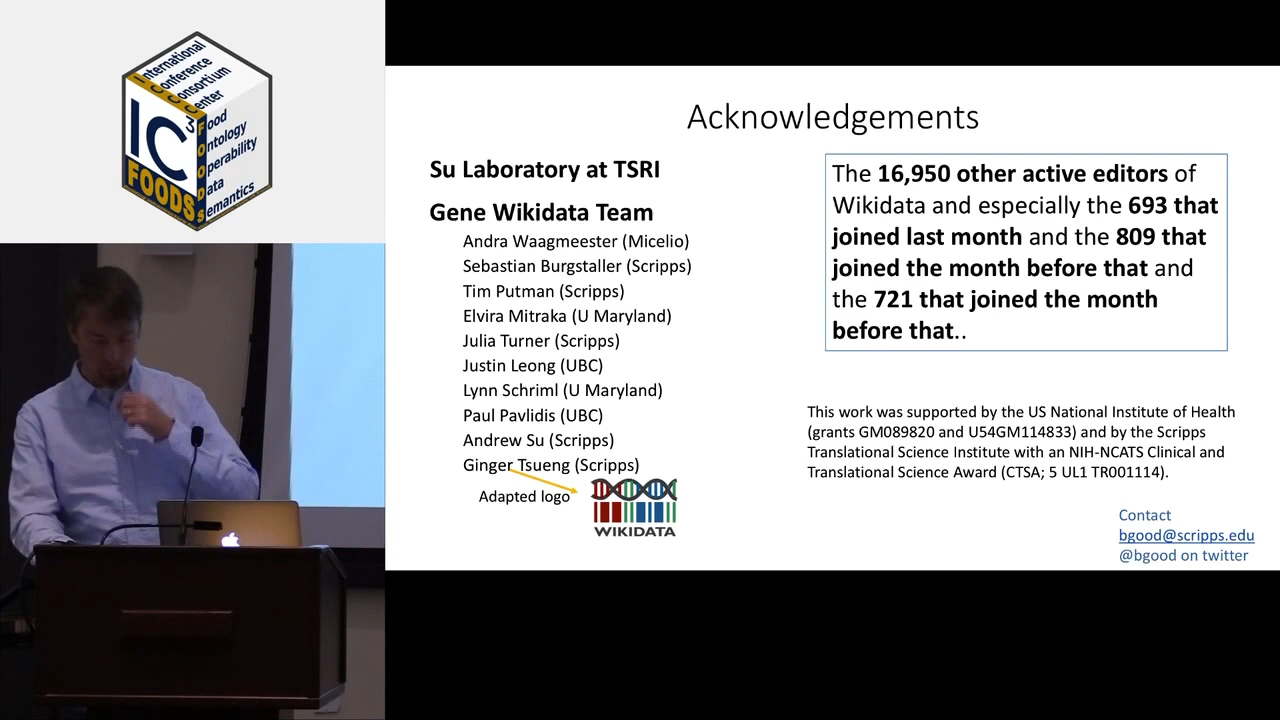 International
Conference
Consortium
Center
IC3
FOODS
Food
Ontology
Operability
Data
Semantics
Acknowledgements
Su Laboratory at TSRI
Gene Wikidata Team
Andra Waagmeester (Micelio)
Sebastian Burgstaller (Scripps)
Tim Putman (Scripps)
Elvira Mitraka (U Maryland)
Julia Turner (Scripps)
Justin Leong (UBC)
Lynn Schriml (U Maryland)
Paul Pavlidis (UBC)
Andrew Su (Scripps)
Ginger Tsueng (Scripps)
Adapted logo
WIKIDATA
The 16,950 other active editors of
Wikidata and especially the 693 that
joined last month and the 809 that
joined the month before that and
the 721 that joined the month
before that..
This work was supported by the US National Institute of Health
(grants GM089820 and U54GM114833) and by the Scripps
Translational Science Institute with an NIH-NCATS Clinical and
Translational Science Award (CTSA; 5 UL1 TR001114).
Contact
bgood@scripps.edu
@bgood on twitter